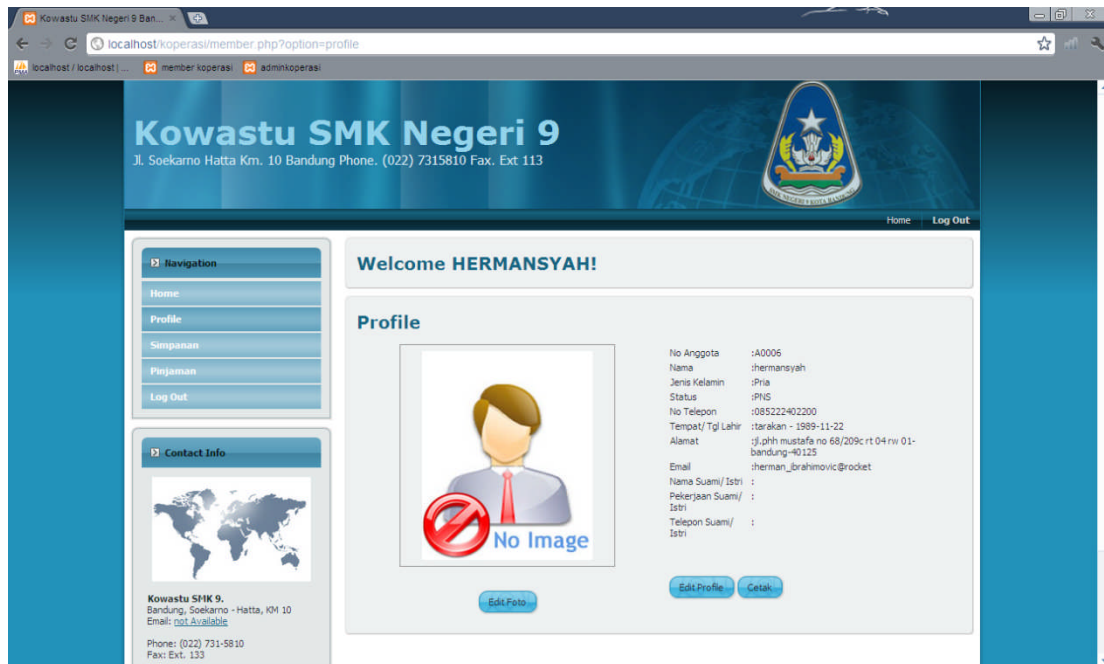 Kowastu SMK Negeri 9 Ban...
localhost/koperasi/member.php?option=profile
localhost / localhost | ...
member koperasi
adminkoperasi
Kowastu SMK Negeri 9
Jl. Soekarno Hatta Km. 10 Bandung Phone. (022) 7315810 Fax. Ext 113
SMK NEGERI 9 KOTA BANDUNG
Home
Log Out
Navigation
Home
Profile
Simpanan
Pinjaman
Log Out
Contact Info
Kowastu SMK 9.
Bandung, Soekarno - Hatta, KM 10
Email: not Available
Phone: (022) 731-5810
Fax: Ext. 133
Welcome HERMANSYAH!
Profile
No Image
Edit Foto
No Anggota :A0006
Nama :hermansyah
Jenis Kelamin :Pria
Status :PNS
No Telepon :085222402200
Tempat/ Tgl Lahir :tarakan - 1989-11-22
Alamat :jl.phh mustafa no 68/209c rt 04 rw 01-
bandung-40125
Email :herman_ibrahimovic@rocket
Nama Suami/ Istri :
Pekerjaan Suami/ :
Istri
Telepon Suami/ :
Istri
Edit Profile
Cetak